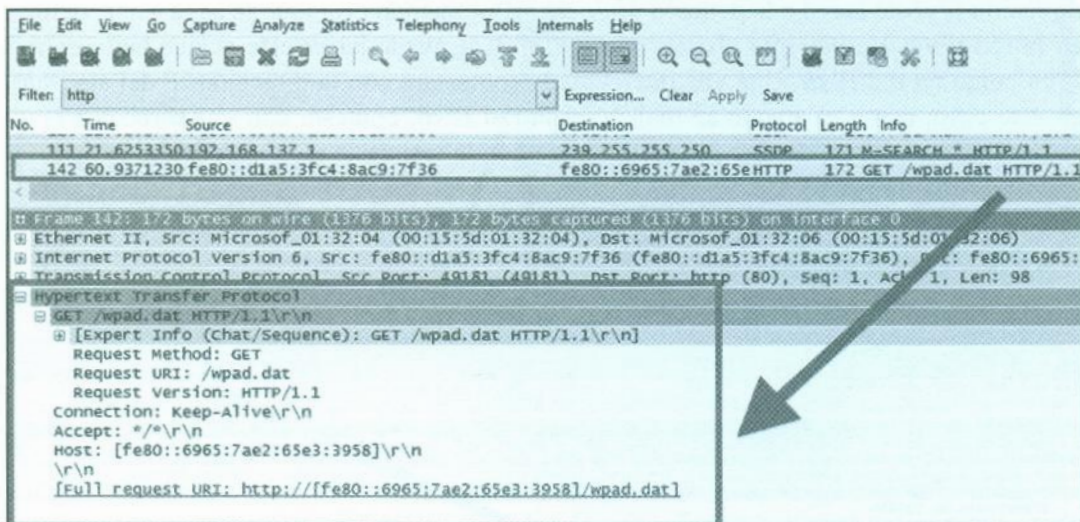 File Edit View Go Capture Analyze Statistics Telephony Tools Internals Help
Filter: http Expression... Clear Apply Save
No. Time Source Destination Protocol Length Info
111 21.6253350 192.168.137.1 239.255.255.250 SSDP 171 M-SEARCH * HTTP/1.1
142 60.9371230 fe80::d1a5:3fc4:8ac9:7f36 fe80::6965:7ae2:65e HTTP 172 GET /wpad.dat HTTP/1.1
Frame 142: 172 bytes on wire (1376 bits), 172 bytes captured (1376 bits) on interface 0
Ethernet II, Src: Microsof_01:32:04 (00:15:5d:01:32:04), Dst: Microsof_01:32:06 (00:15:5d:01:32:06)
Internet Protocol Version 6, Src: fe80::d1a5:3fc4:8ac9:7f36 (fe80::d1a5:3fc4:8ac9:7f36), fe80::6965:
Transmission Control Protocol, Src Port: 49181 (49181), Dst Port: http (80), Seq: 1, Ack: 1, Len: 98
Hypertext Transfer Protocol
GET /wpad.dat HTTP/1.1\r\n
[Expert Info (Chat/Sequence): GET /wpad.dat HTTP/1.1\r\n]
Request Method: GET
Request URI: /wpad.dat
Request Version: HTTP/1.1
Connection: Keep-Alive\r\n
Accept: */*\r\n
Host: [fe80::6965:7ae2:65e3:3958]\r\n
\r\n
[Full request URI: http://[fe80::6965:7ae2:65e3:3958]/wpad.dat]